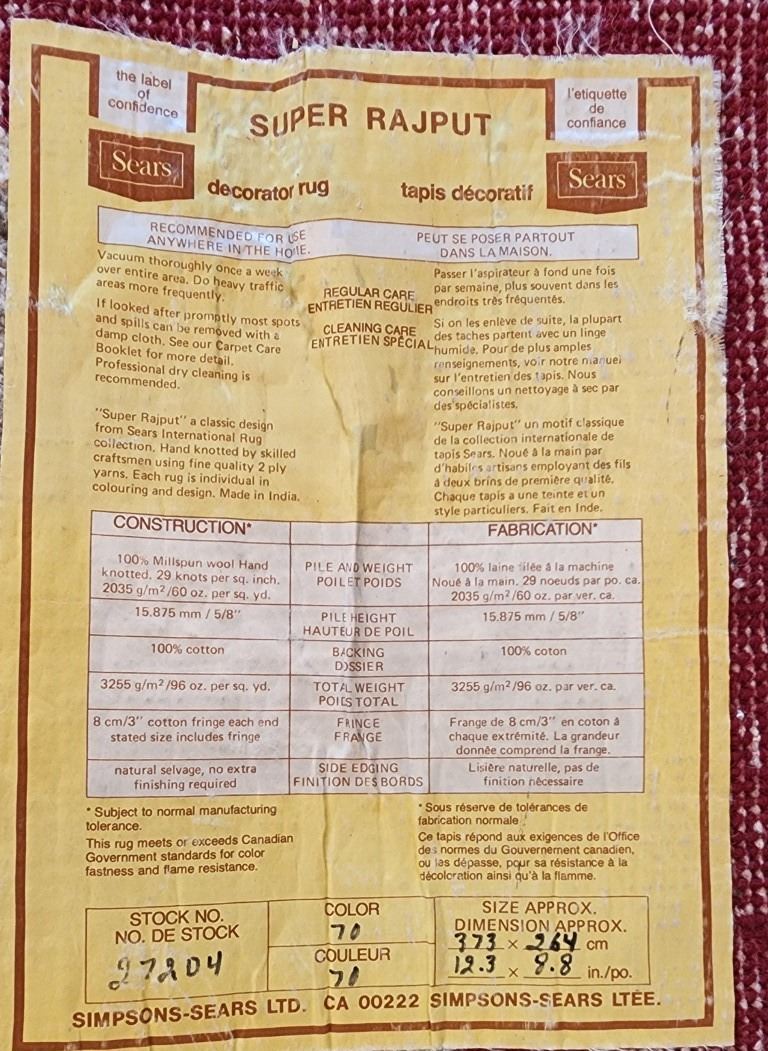 the label
of
confidence
l'etiquette
de
confiance
SUPER RAJPUT
Sears
Sears
decorator rug
tapis décoratif
RECOMMENDED FOR USE
ANYWHERE IN THE HOME.
PEUT SE POSER PARTOUT
DANS LA MAISON.
Vacuum thoroughly once a week
over entire area. Do heavy traffic
areas more frequently.
REGULAR CARE
ENTRETIEN REGULIER
Passer l'aspirateur à fond une fois
par semaine, plus souvent dans les
endroits très fréquentés.
If looked after promptly most spots
and spills can be removed with a
damp cloth. See our Carpet Care
Booklet for more detail.
Professional dry cleaning is
recommended.
CLEANING CARE
ENTRETIEN SPÉCIAL
Si on les enlève de suite, la plupart
des taches partent avec un linge
humide. Pour de plus amples
renseignements, voir notre manuel
sur l'entretien des tapis. Nous
conseillons un nettoyage à sec par
des spécialistes.
"Super Rajput" a classic design
from Sears International Rug
collection. Hand knotted by skilled
craftsmen using fine quality 2 ply
yarns. Each rug is individual in
colouring and design. Made in India.
"Super Rajput" un motif classique
de la collection internationale de
tapis Sears. Noué à la main par
d'habiles artisans employant des fils
à deux brins de première qualité.
Chaque tapis a une teinte et un
style particuliers. Fait en Inde.
CONSTRUCTION*
FABRICATION*
100% Millspun wool Hand
knotted. 29 knots per sq. inch.
2035 g/m²/60 oz. per sq. yd.
PILE AND WEIGHT
POIL ET POIDS
100% laine filée à la machine
Noué à la main. 29 noeuds par po. ca.
2035 g/m²/60 oz. par ver. ca.
15.875 mm / 5/8"
PILE HEIGHT
HAUTEUR DE POIL
15.875 mm / 5/8"
100% cotton
BACKING
DOSSIER
100% coton
3255 g/m²/96 oz. per sq. yd.
TOTAL WEIGHT
POIDS TOTAL
3255 g/m²/96 oz. par ver. ca.
8 cm/3" cotton fringe each end
stated size includes fringe
FRINGE
FRANGE
Frange de 8 cm/3" en coton à
chaque extrémité. La grandeur
donnée comprend la frange.
natural selvage, no extra
finishing required
SIDE EDGING
FINITION DES BORDS
Lisière naturelle, pas de
finition nécessaire
* Subject to normal manufacturing
tolerance.
This rug meets or exceeds Canadian
Government standards for color
fastness and flame resistance.
* Sous réserve de tolérances de
fabrication normale.
Ce tapis répond aux exigences de l'Office
des normes du Gouvernement canadien,
ou les dépasse, pour sa résistance à la
décoloration ainsi qu'à la flamme.
STOCK NO.
NO. DE STOCK
27204
COLOR
70
COULEUR
70
SIZE APPROX.
DIMENSION APPROX.
373 x 264 cm
12.3 x 8.8 in./po.
SIMPSONS-SEARS LTD. CA 00222 SIMPSONS-SEARS LTÉE.